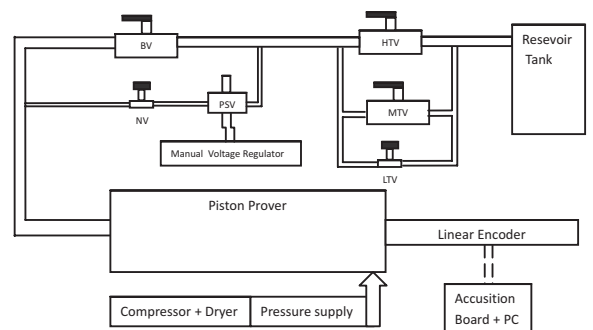 BV
HTV
Resevoir
Tank
PSV
NV
MTV
Manual Voltage Regulator
LTV
Piston Prover
Linear Encoder
Compressor + Dryer
Pressure supply
Accusition
Board + PC